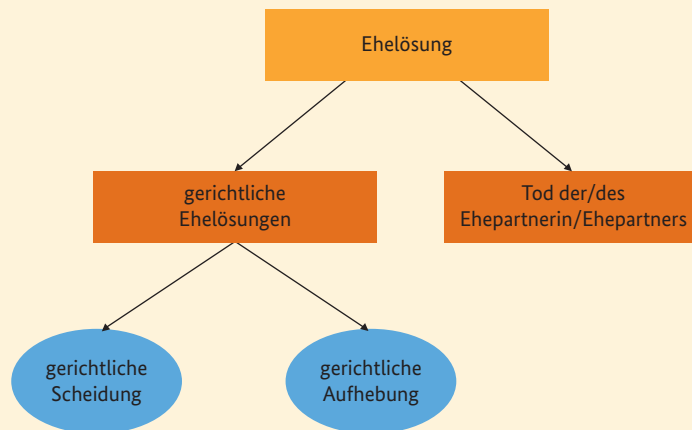 Ehelösung
gerichtliche
Ehelösungen
Tod der/des
Ehepartnerin/Ehepartners
gerichtliche
Scheidung
gerichtliche
Aufhebung